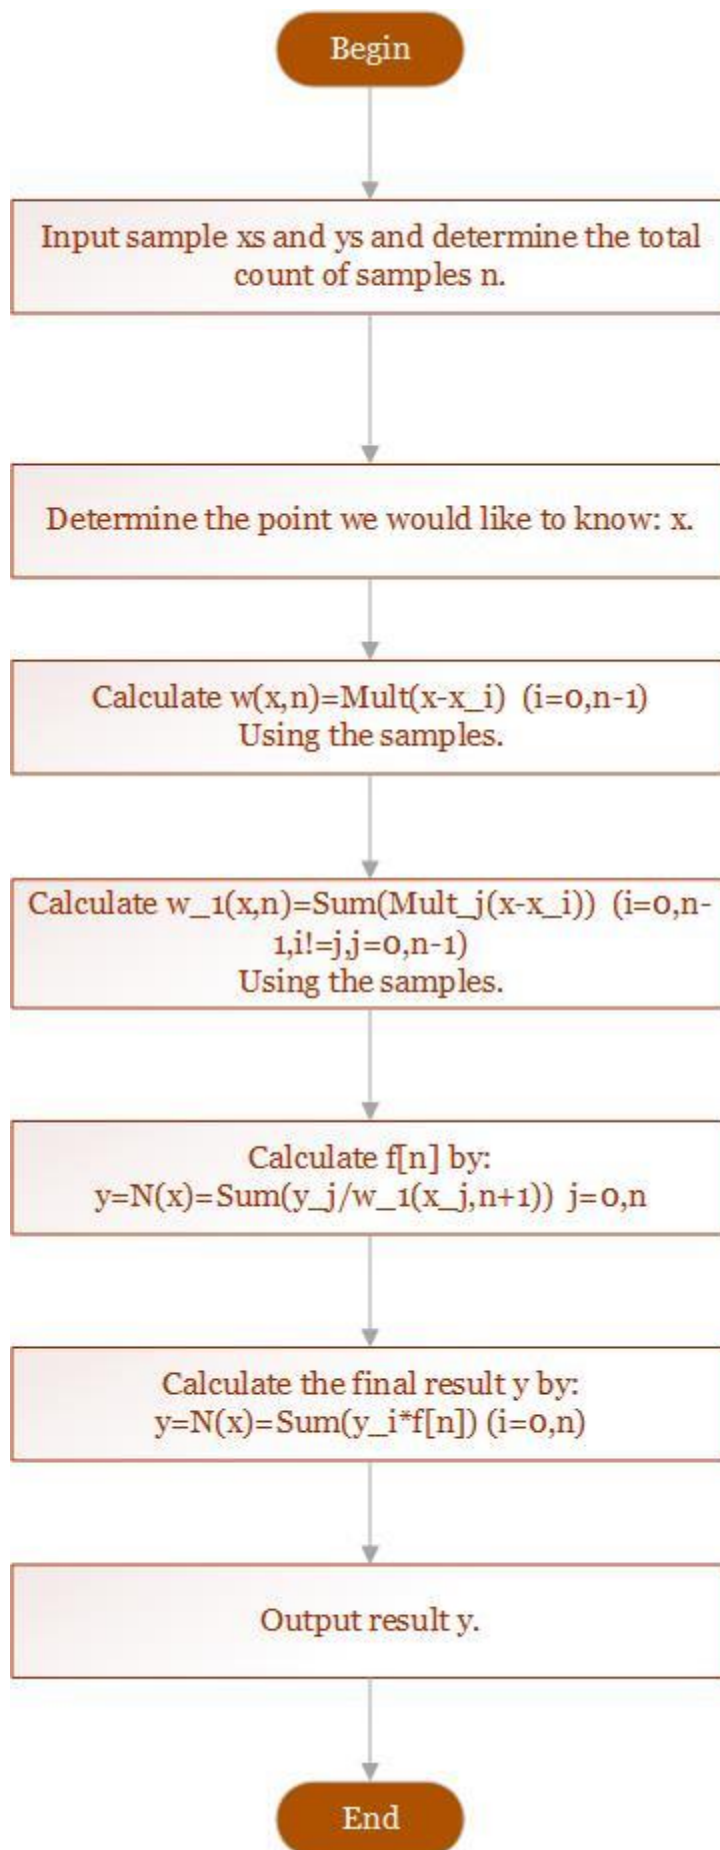 Begin
Input sample xs and ys and determine the total
count of samples n.
Determine the point we would like to know: x.
Calculate w(x,n)=Mult(x-x_i)  (i=0,n-1)
Using the samples.
Calculate w_1(x,n)=Sum(Mult_j(x-x_i))  (i=0,n-
1,i!=j,j=0,n-1)
Using the samples.
Calculate f[n] by:
y=N(x)=Sum(y_j/w_1(x_j,n+1))  j=0,n
Calculate the final result y by:
y=N(x)=Sum(y_i*f[n]) (i=0,n)
Output result y.
End